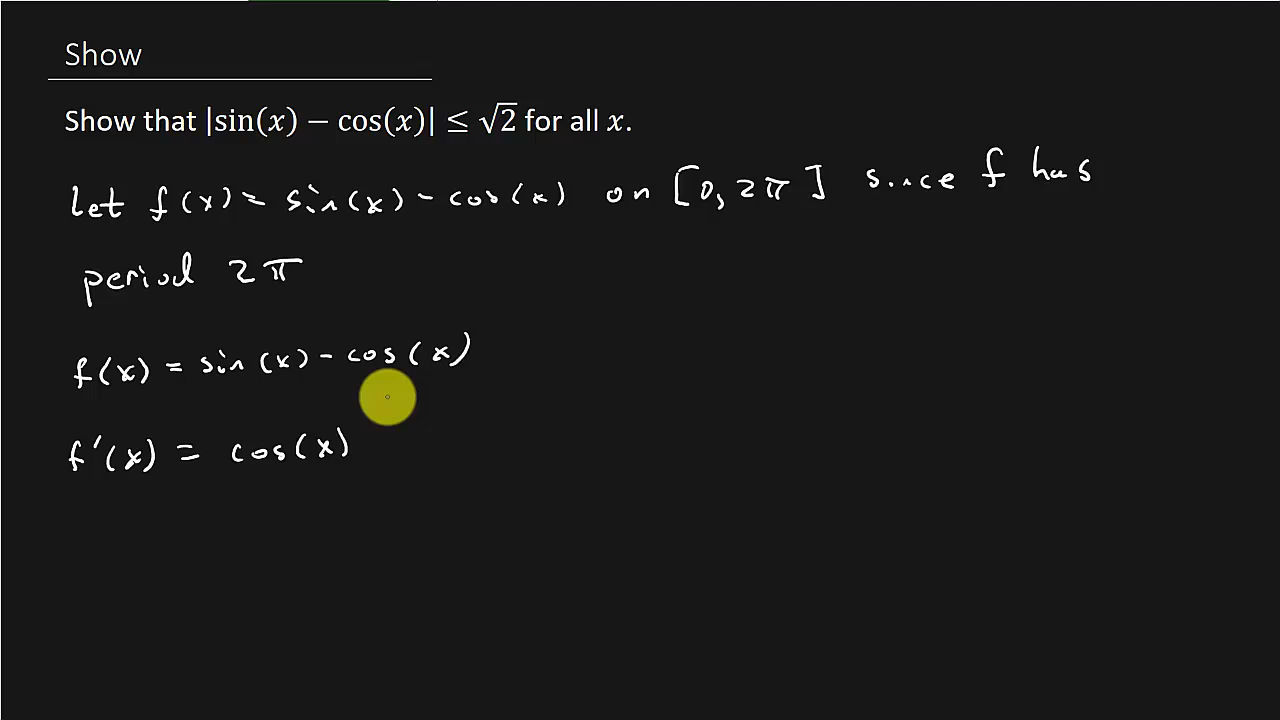 Show
Show that |sin(x) − cos(x)| ≤ √2 for all x.
Let f(x) = sin(x) - cos(x) on [0, 2π] since f has
period 2π
f(x) = sin(x) - cos(x)
f'(x) = cos(x)